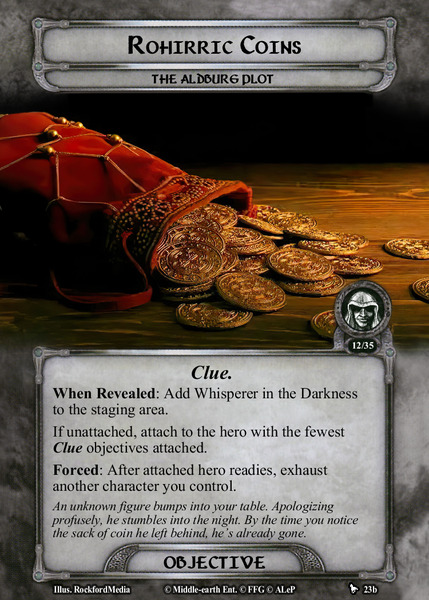 Rohirric Coins
The Aldburg Plot
12/35
Clue.
When Revealed: Add Whisperer in the Darkness
to the staging area.
If unattached, attach to the hero with the fewest
Clue objectives attached.
Forced: After attached hero readies, exhaust
another character you control.
An unknown figure bumps into your table. Apologizing
profusely, he stumbles into the night. By the time you notice
the sack of coin he left behind, he's already gone.
OBJECTIVE
Illus. RockfordMedia © Middle-earth Ent. © FFG © ALeP 23b